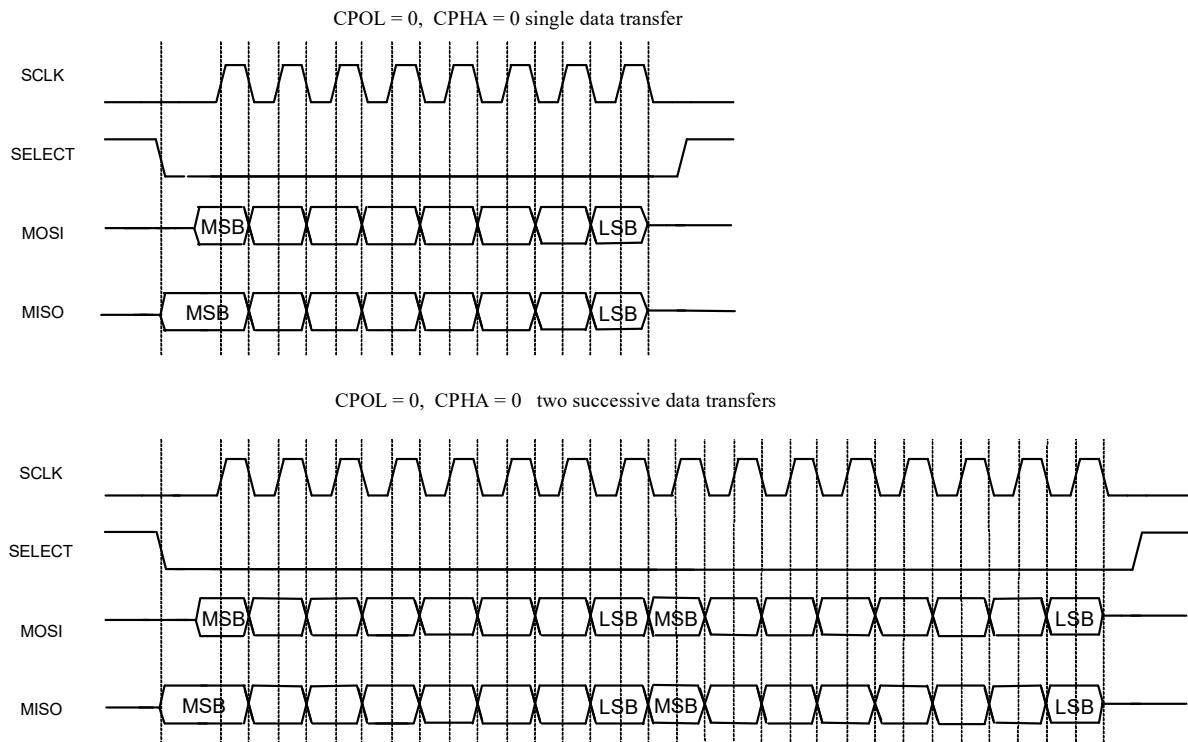 CPOL = 0, CPHA = 0 single data transfer
SCLK
SELECT
MOSI MSB LSB
MISO MSB LSB
CPOL = 0, CPHA = 0 two successive data transfers
SCLK
SELECT
MOSI MSB LSB MSB LSB
MISO MSB LSB MSB LSB